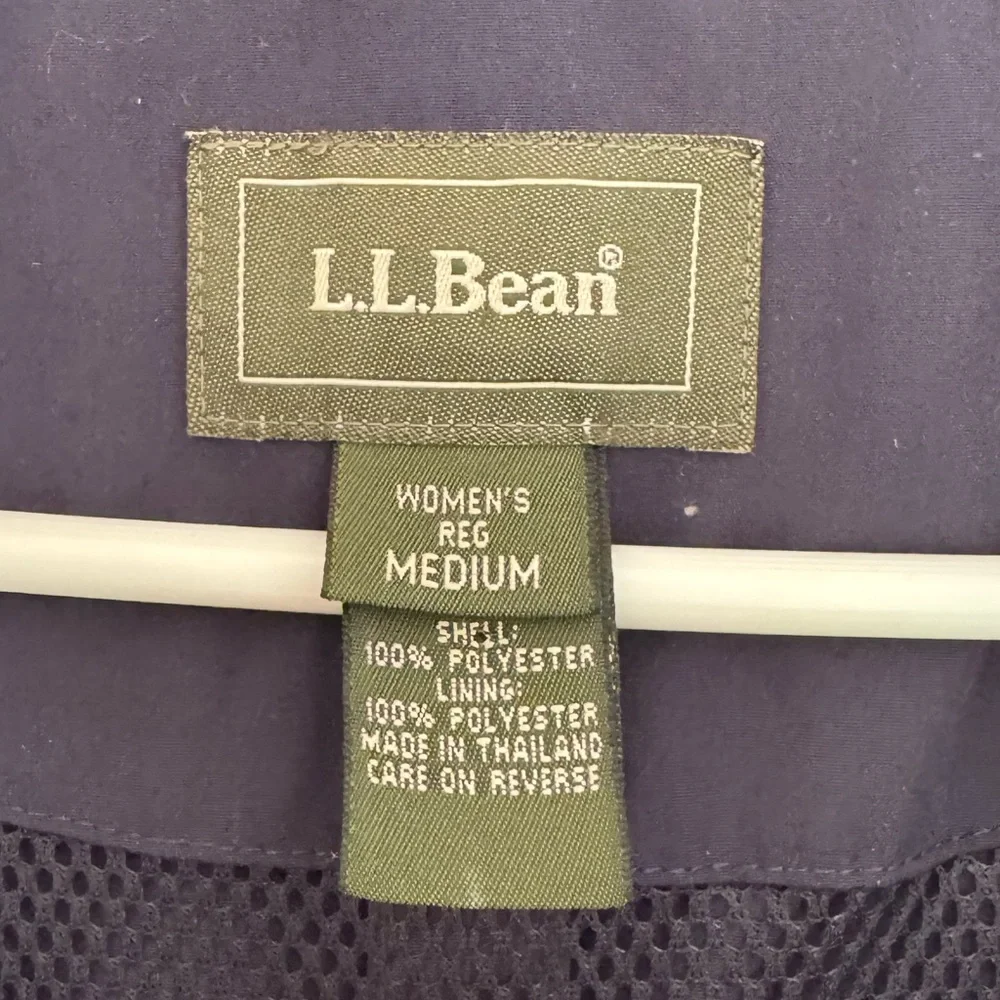 L.L.Bean®
WOMEN'S
REG
MEDIUM
SHELL:
100% POLYESTER
LINING:
100% POLYESTER
MADE IN THAILAND
CARE ON REVERSE